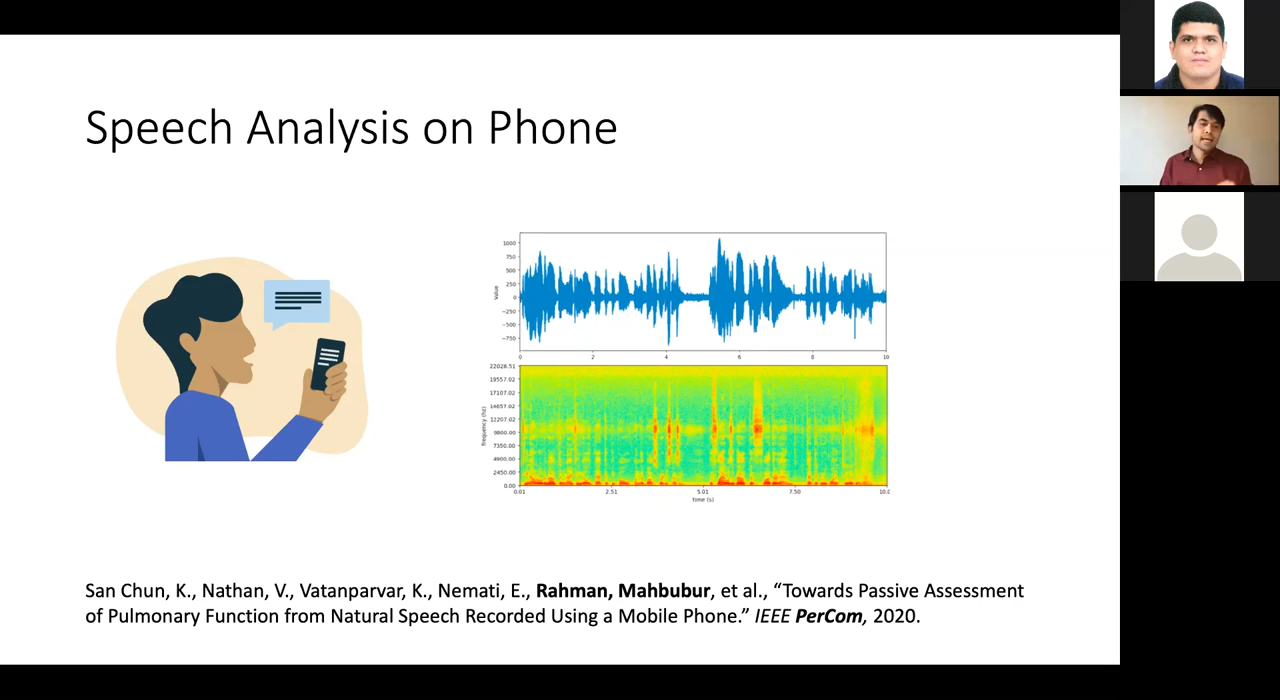 Speech Analysis on Phone
1000
750
500
250
0
−250
−500
−750
Value
0 2 4 6 8 10
22028.51
19557.02
17107.02
14657.02
12207.02
9800.00
7350.00
4900.00
2450.00
0.00
frequency (hz)
0.01 2.51 5.01 7.50 10.0
time (s)
San Chun, K., Nathan, V., Vatanparvar, K., Nemati, E., Rahman, Mahbubur, et al., “Towards Passive Assessment
of Pulmonary Function from Natural Speech Recorded Using a Mobile Phone.” IEEE PerCom, 2020.